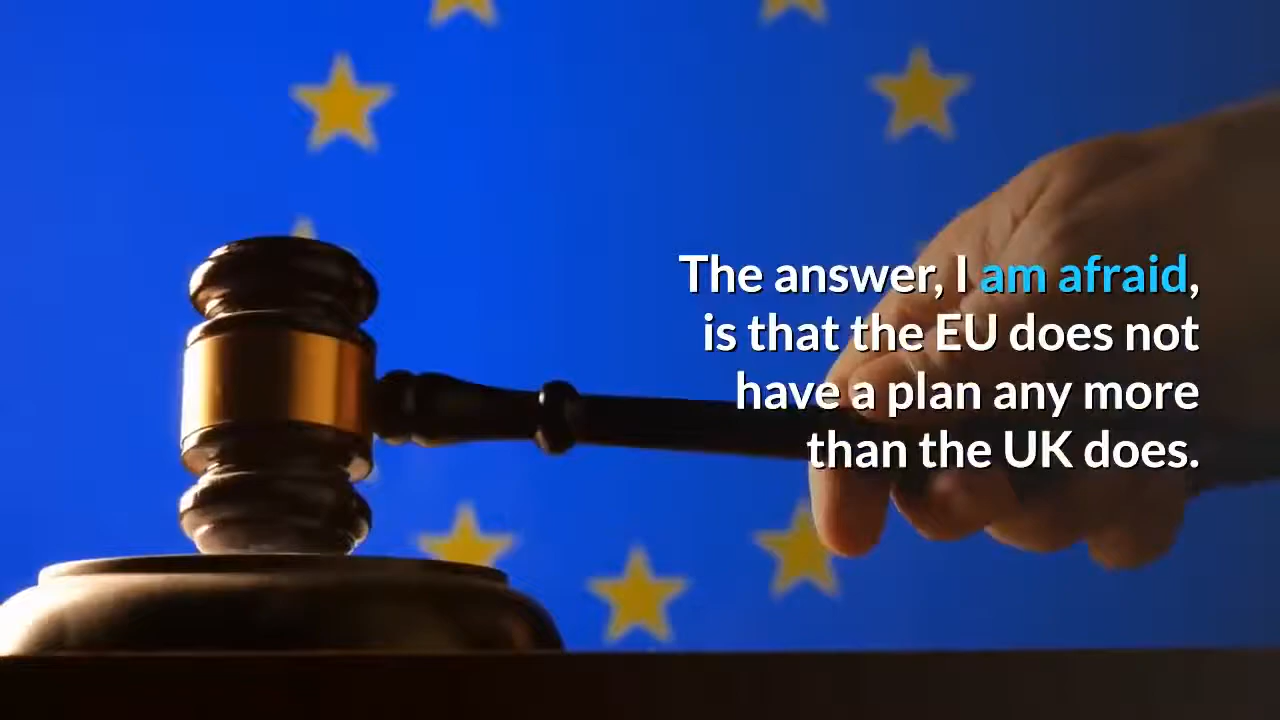 The answer, I am afraid,
is that the EU does not
have a plan any more
than the UK does.